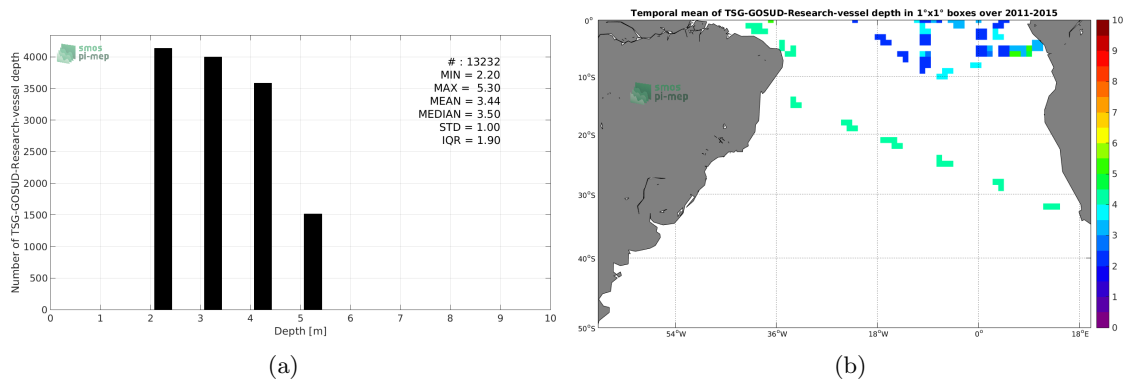 smos
pi-mep
# : 13232
MIN = 2.20
MAX = 5.30
MEAN = 3.44
MEDIAN = 3.50
STD = 1.00
IQR = 1.90
Number of TSG-GOSUD-Research-vessel depth
4000
3500
3000
2500
2000
1500
1000
500
0
0 1 2 3 4 5 6 7 8 9 10
Depth [m]
(a)
Temporal mean of TSG-GOSUD-Research-vessel depth in 1°x1° boxes over 2011-2015
smos
pi-mep
0°
10°S
20°S
30°S
40°S
50°S
54°W 36°W 18°W 0° 18°E
10
9
8
7
6
5
4
3
2
1
0
(b)